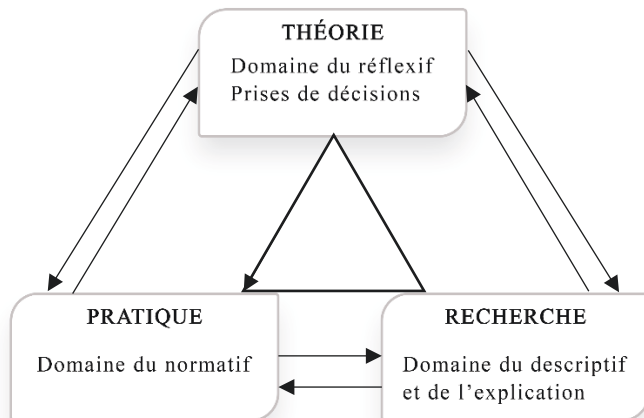 THÉORIE
Domaine du réflexif
Prises de décisions
PRATIQUE
Domaine du normatif
RECHERCHE
Domaine du descriptif
et de l’explication